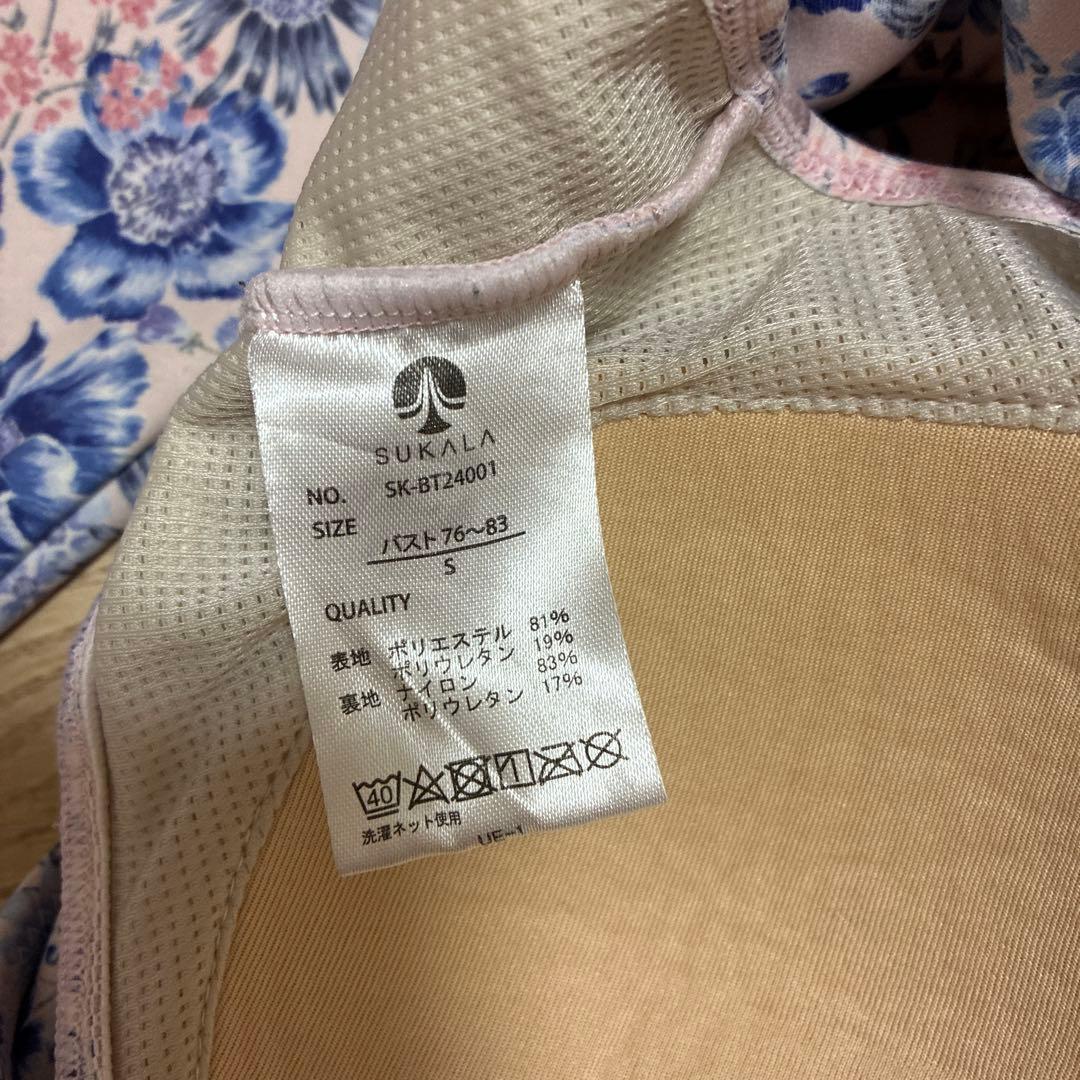 SUKALA
NO. SK-BT24001
SIZE バスト76～83
S
QUALITY
表地 ポリエステル 81%
ポリウレタン 19%
裏地 ナイロン 83%
ポリウレタン 17%
40 1
洗濯ネット使用